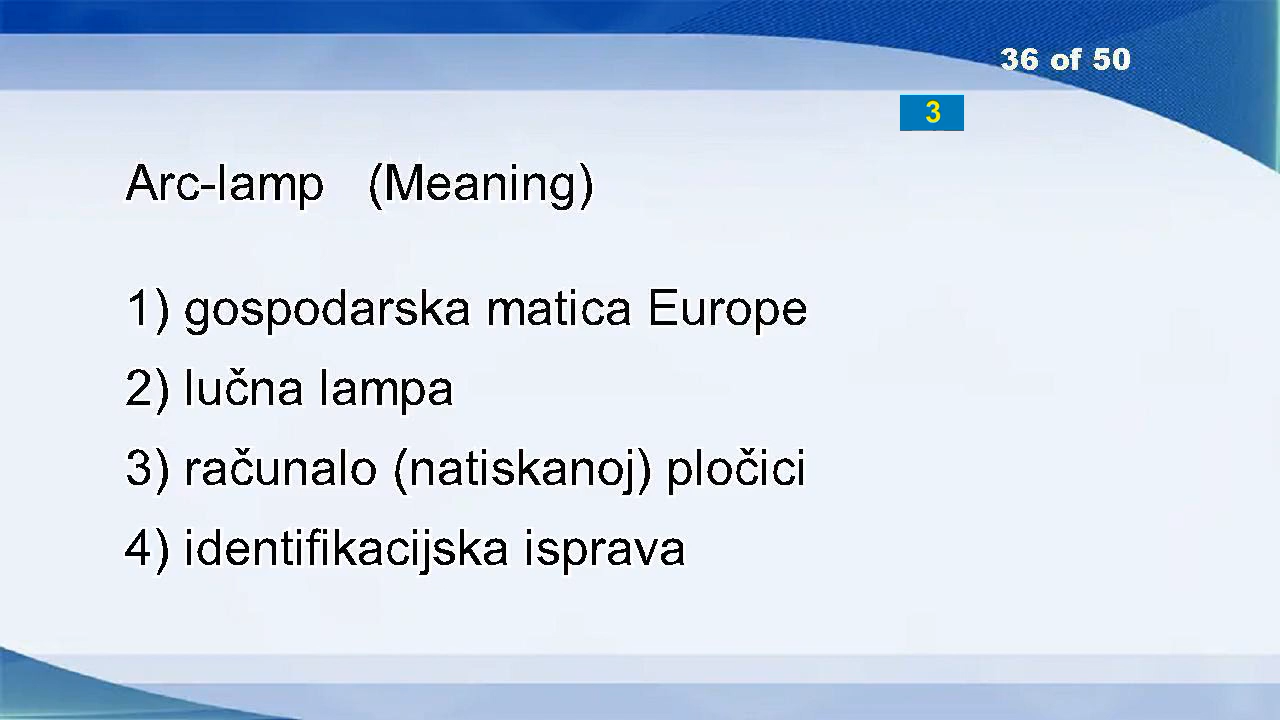 36 of 50
3
Arc-lamp (Meaning)
1) gospodarska matica Europe
2) lučna lampa
3) računalo (natiskanoj) pločici
4) identifikacijska isprava